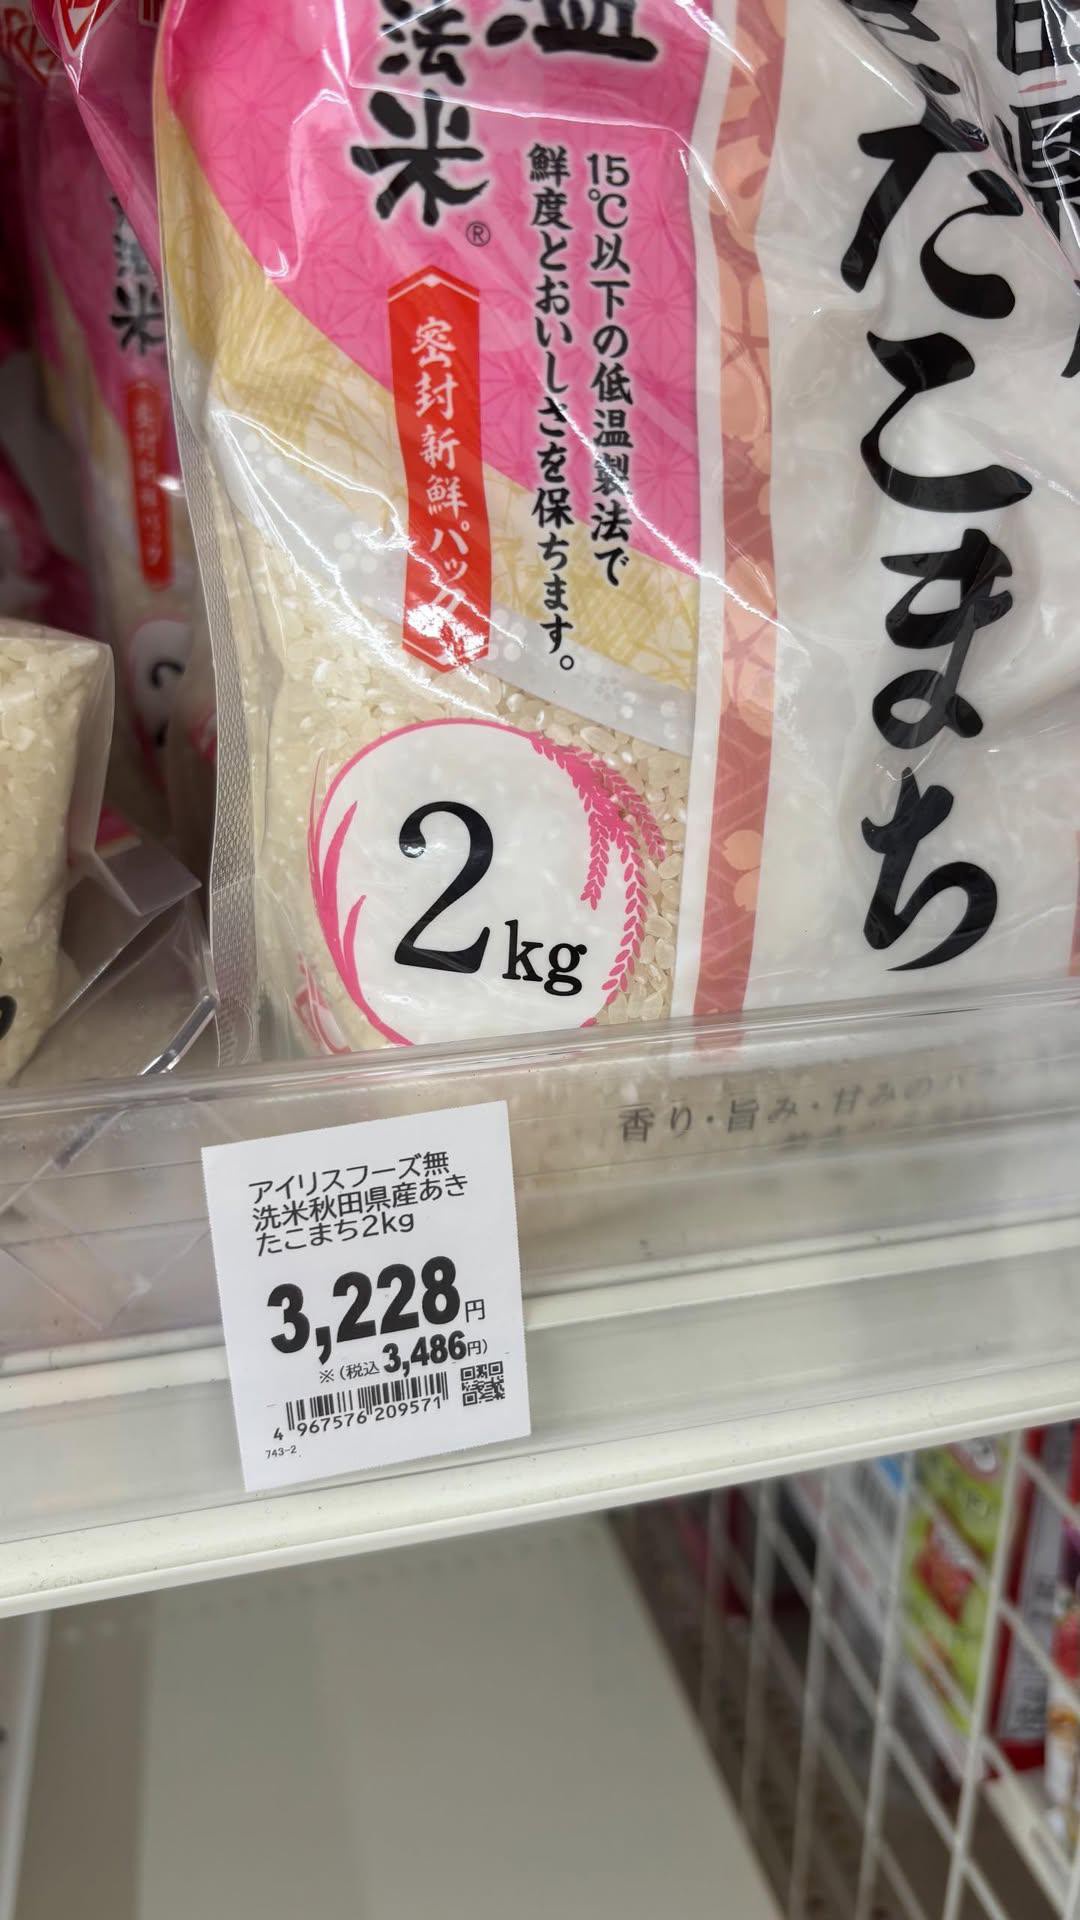 法米®
15℃以下の低温製法で
鮮度とおいしさを保ちます。
密封新鮮パック
2kg
たこまち
香り・旨み・甘みの
アイリスフーズ無
洗米秋田県産あき
たこまち2kg
3,228円
※(税込3,486円)
4 967576 209571
743-2